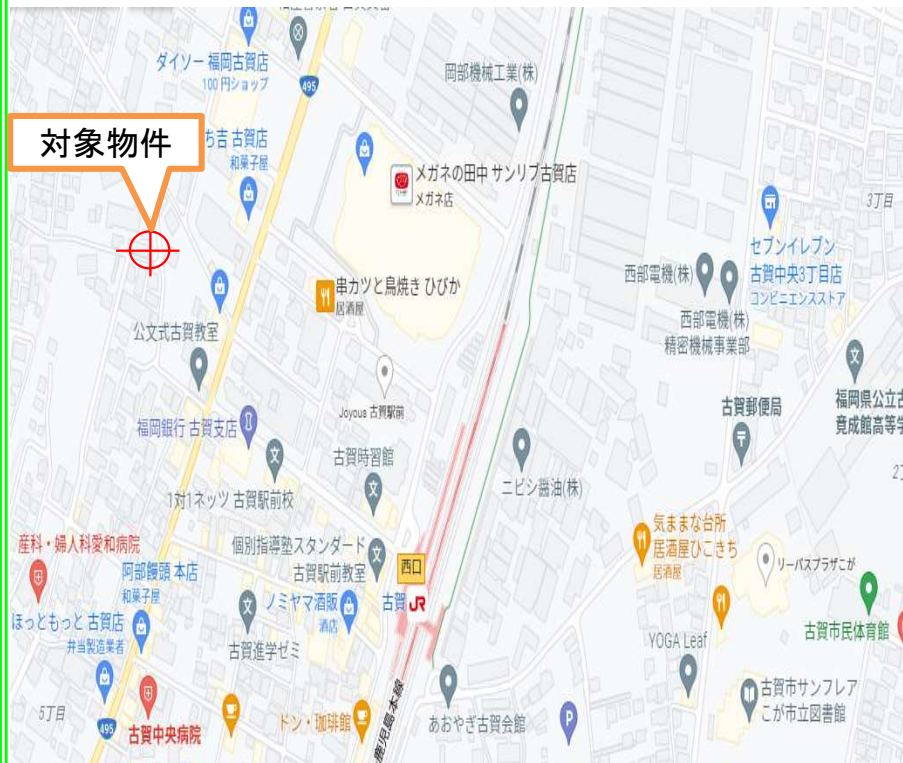 ダイソー 福岡古賀店
100 円ショップ
495
岡部機械工業(株)
対象物件
ち吉 古賀店
和菓子屋
メガネの田中 サンリブ古賀店
メガネ店
3丁目
セブンイレブン
古賀中央3丁目店
コンビニエンスストア
西部電機(株)
西部電機(株)
精密機械事業部
串カツと鳥焼き ひびか
居酒屋
公文式古賀教室
Joyous 古賀駅前
古賀郵便局
福岡県公立古
竟成館高等学
福岡銀行 古賀支店
古賀時習館
1対1ネッツ 古賀駅前校
ニビシ醤油(株)
気ままな台所
居酒屋ひこきち
居酒屋
リーパスプラザこが
産科・婦人科愛和病院
個別指導塾スタンダード
古賀駅前教室
西口
阿部饅頭 本店
和菓子屋
ノミヤマ酒販
酒店
古賀
JR
ほっともっと 古賀店
弁当製造業者
古賀進学ゼミ
YOGA Leaf
古賀市民体育館
5丁目
495
古賀中央病院
ドン・珈琲館
鹿児島本線
あおやぎ古賀会館
P
古賀市サンフレア
こが市立図書館